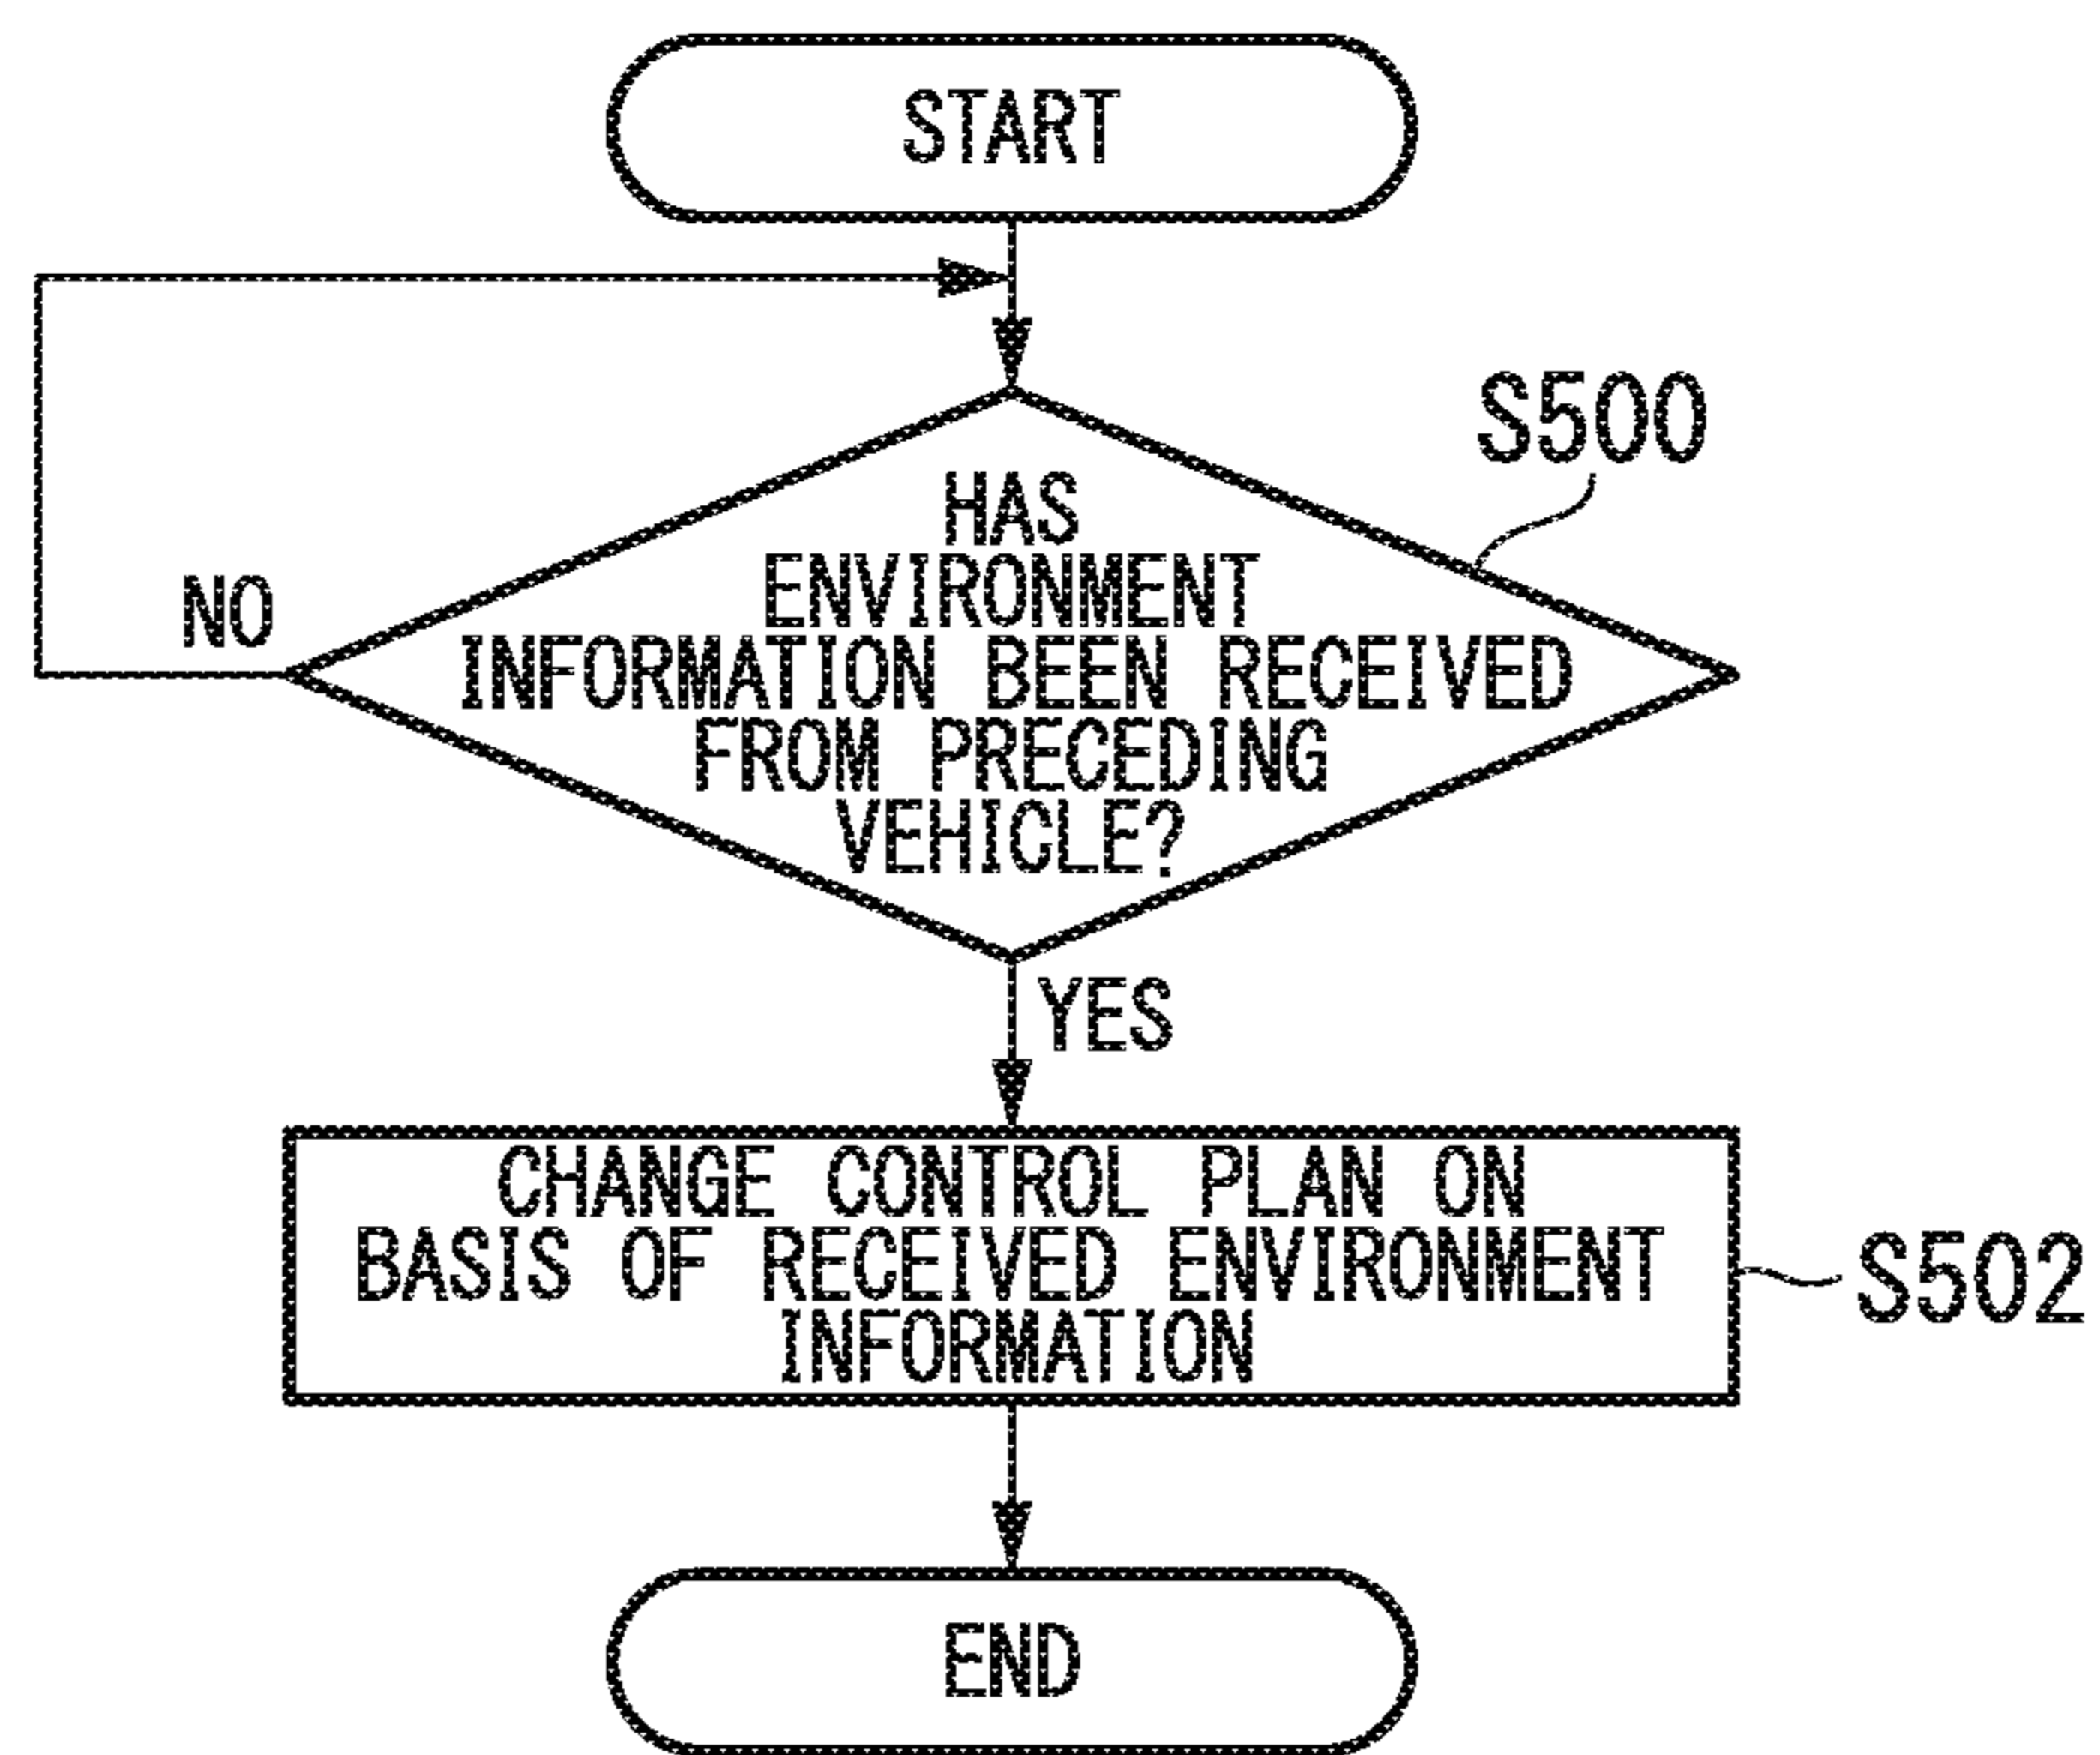 START
S500
HAS
ENVIRONMENT
INFORMATION BEEN RECEIVED
FROM PRECEDING
VEHICLE?
NO
YES
CHANGE CONTROL PLAN ON
BASIS OF RECEIVED ENVIRONMENT
INFORMATION
S502
END